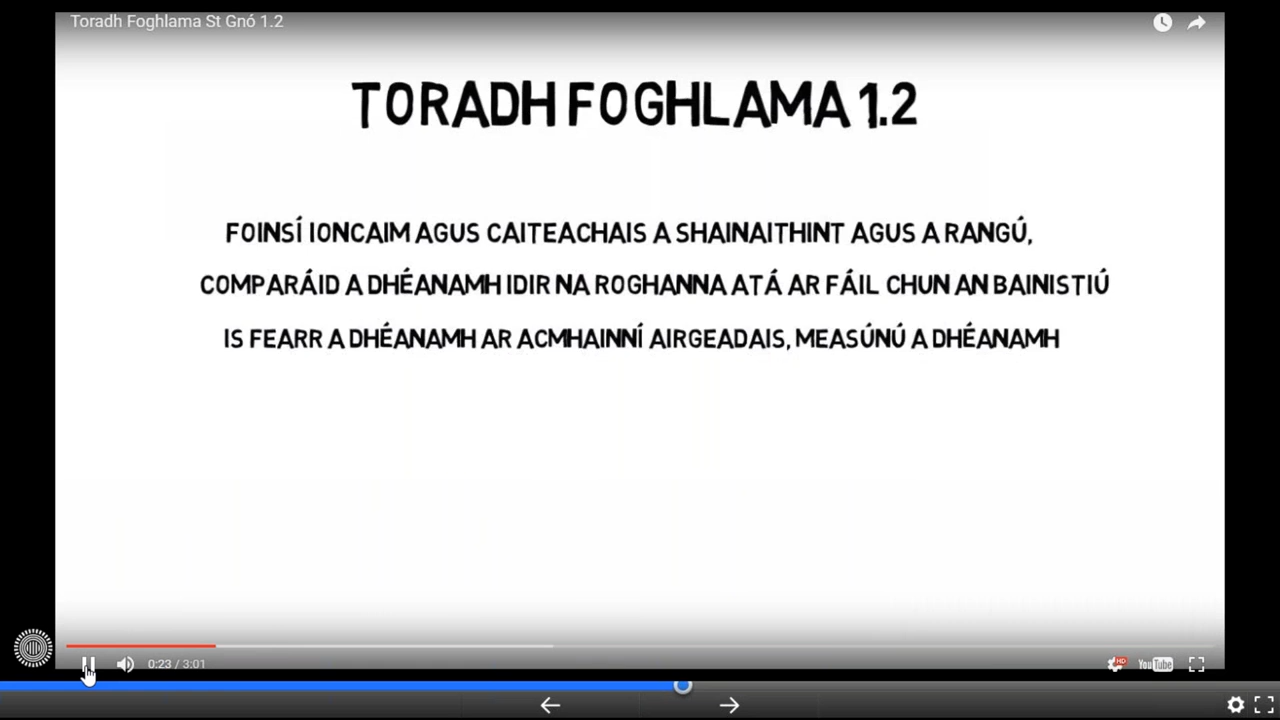 Toradh Foghlama St Gnó 1.2
TORADH FOGHLAMA 1.2
FOINSÍ IONCAIM AGUS CAITEACHAIS A SHAINAITHINT AGUS A RANGÚ,
COMPARÁID A DHÉANAMH IDIR NA ROGHANNA ATÁ AR FÁIL CHUN AN BAINISTIÚ
IS FEARR A DHÉANAMH AR ACMHAINNÍ AIRGEADAIS, MEASÚNÚ A DHÉANAMH
0:23 / 3:01
HD
YouTube